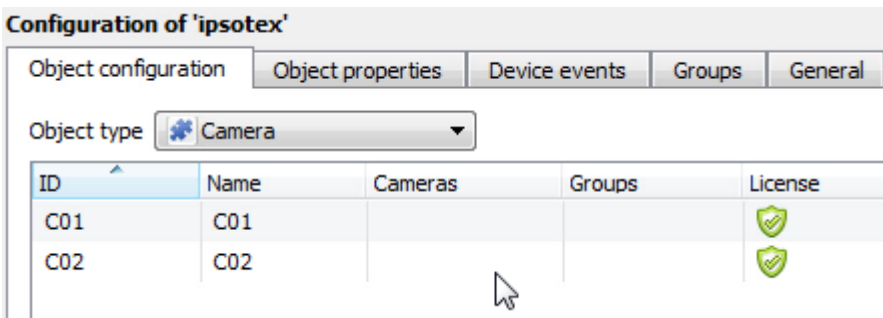 Configuration of 'ipsotex'
Object configuration Object properties Device events Groups General
Object type Camera
ID Name Cameras Groups License
C01 C01
C02 C02